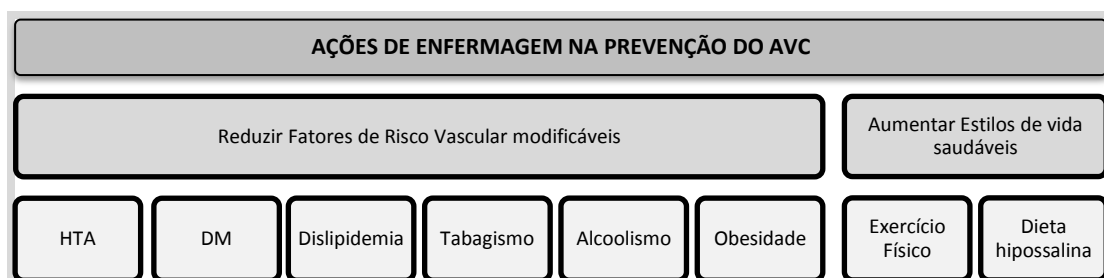 AÇÕES DE ENFERMAGEM NA PREVENÇÃO DO AVC
Reduzir Fatores de Risco Vascular modificáveis
Aumentar Estilos de vida
saudáveis
HTA
DM
Dislipidemia
Tabagismo
Alcoolismo
Obesidade
Exercício
Físico
Dieta
hipossalina